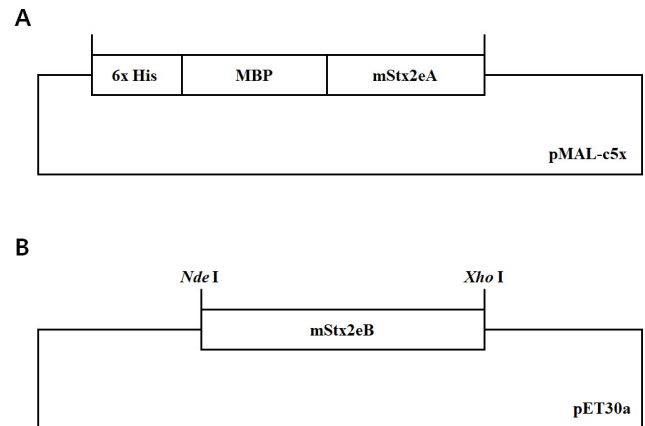 A
6x His MBP mStx2eA
pMAL-c5x
B
Nde I Xho I
mStx2eB
pET30a